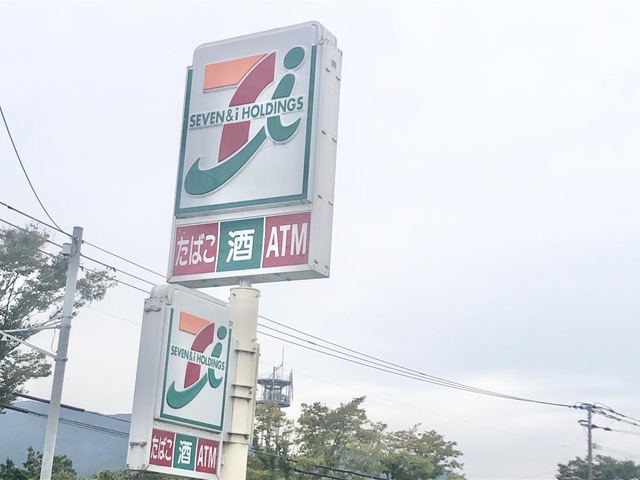 SEVEN&i HOLDINGS
たばこ 酒 ATM
SEVEN&i HOLDINGS
たばこ 酒 ATM